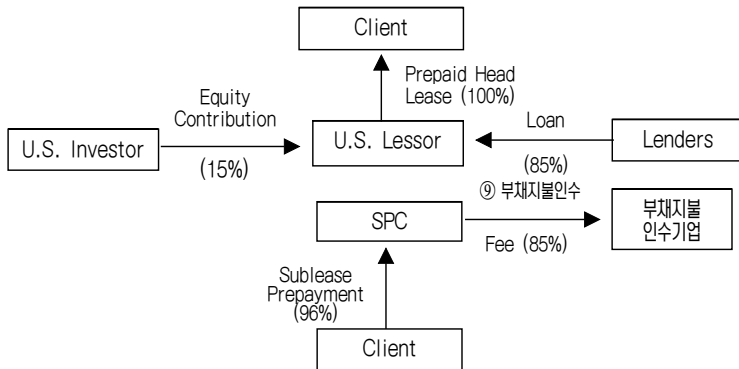 Client
Prepaid Head
Lease (100%)
Equity
Contribution
Loan
U.S. Investor
U.S. Lessor
Lenders
(15%)
(85%)
⑨ 부채지불인수
SPC
부채지불
인수기업
Fee (85%)
Sublease
Prepayment
(96%)
Client